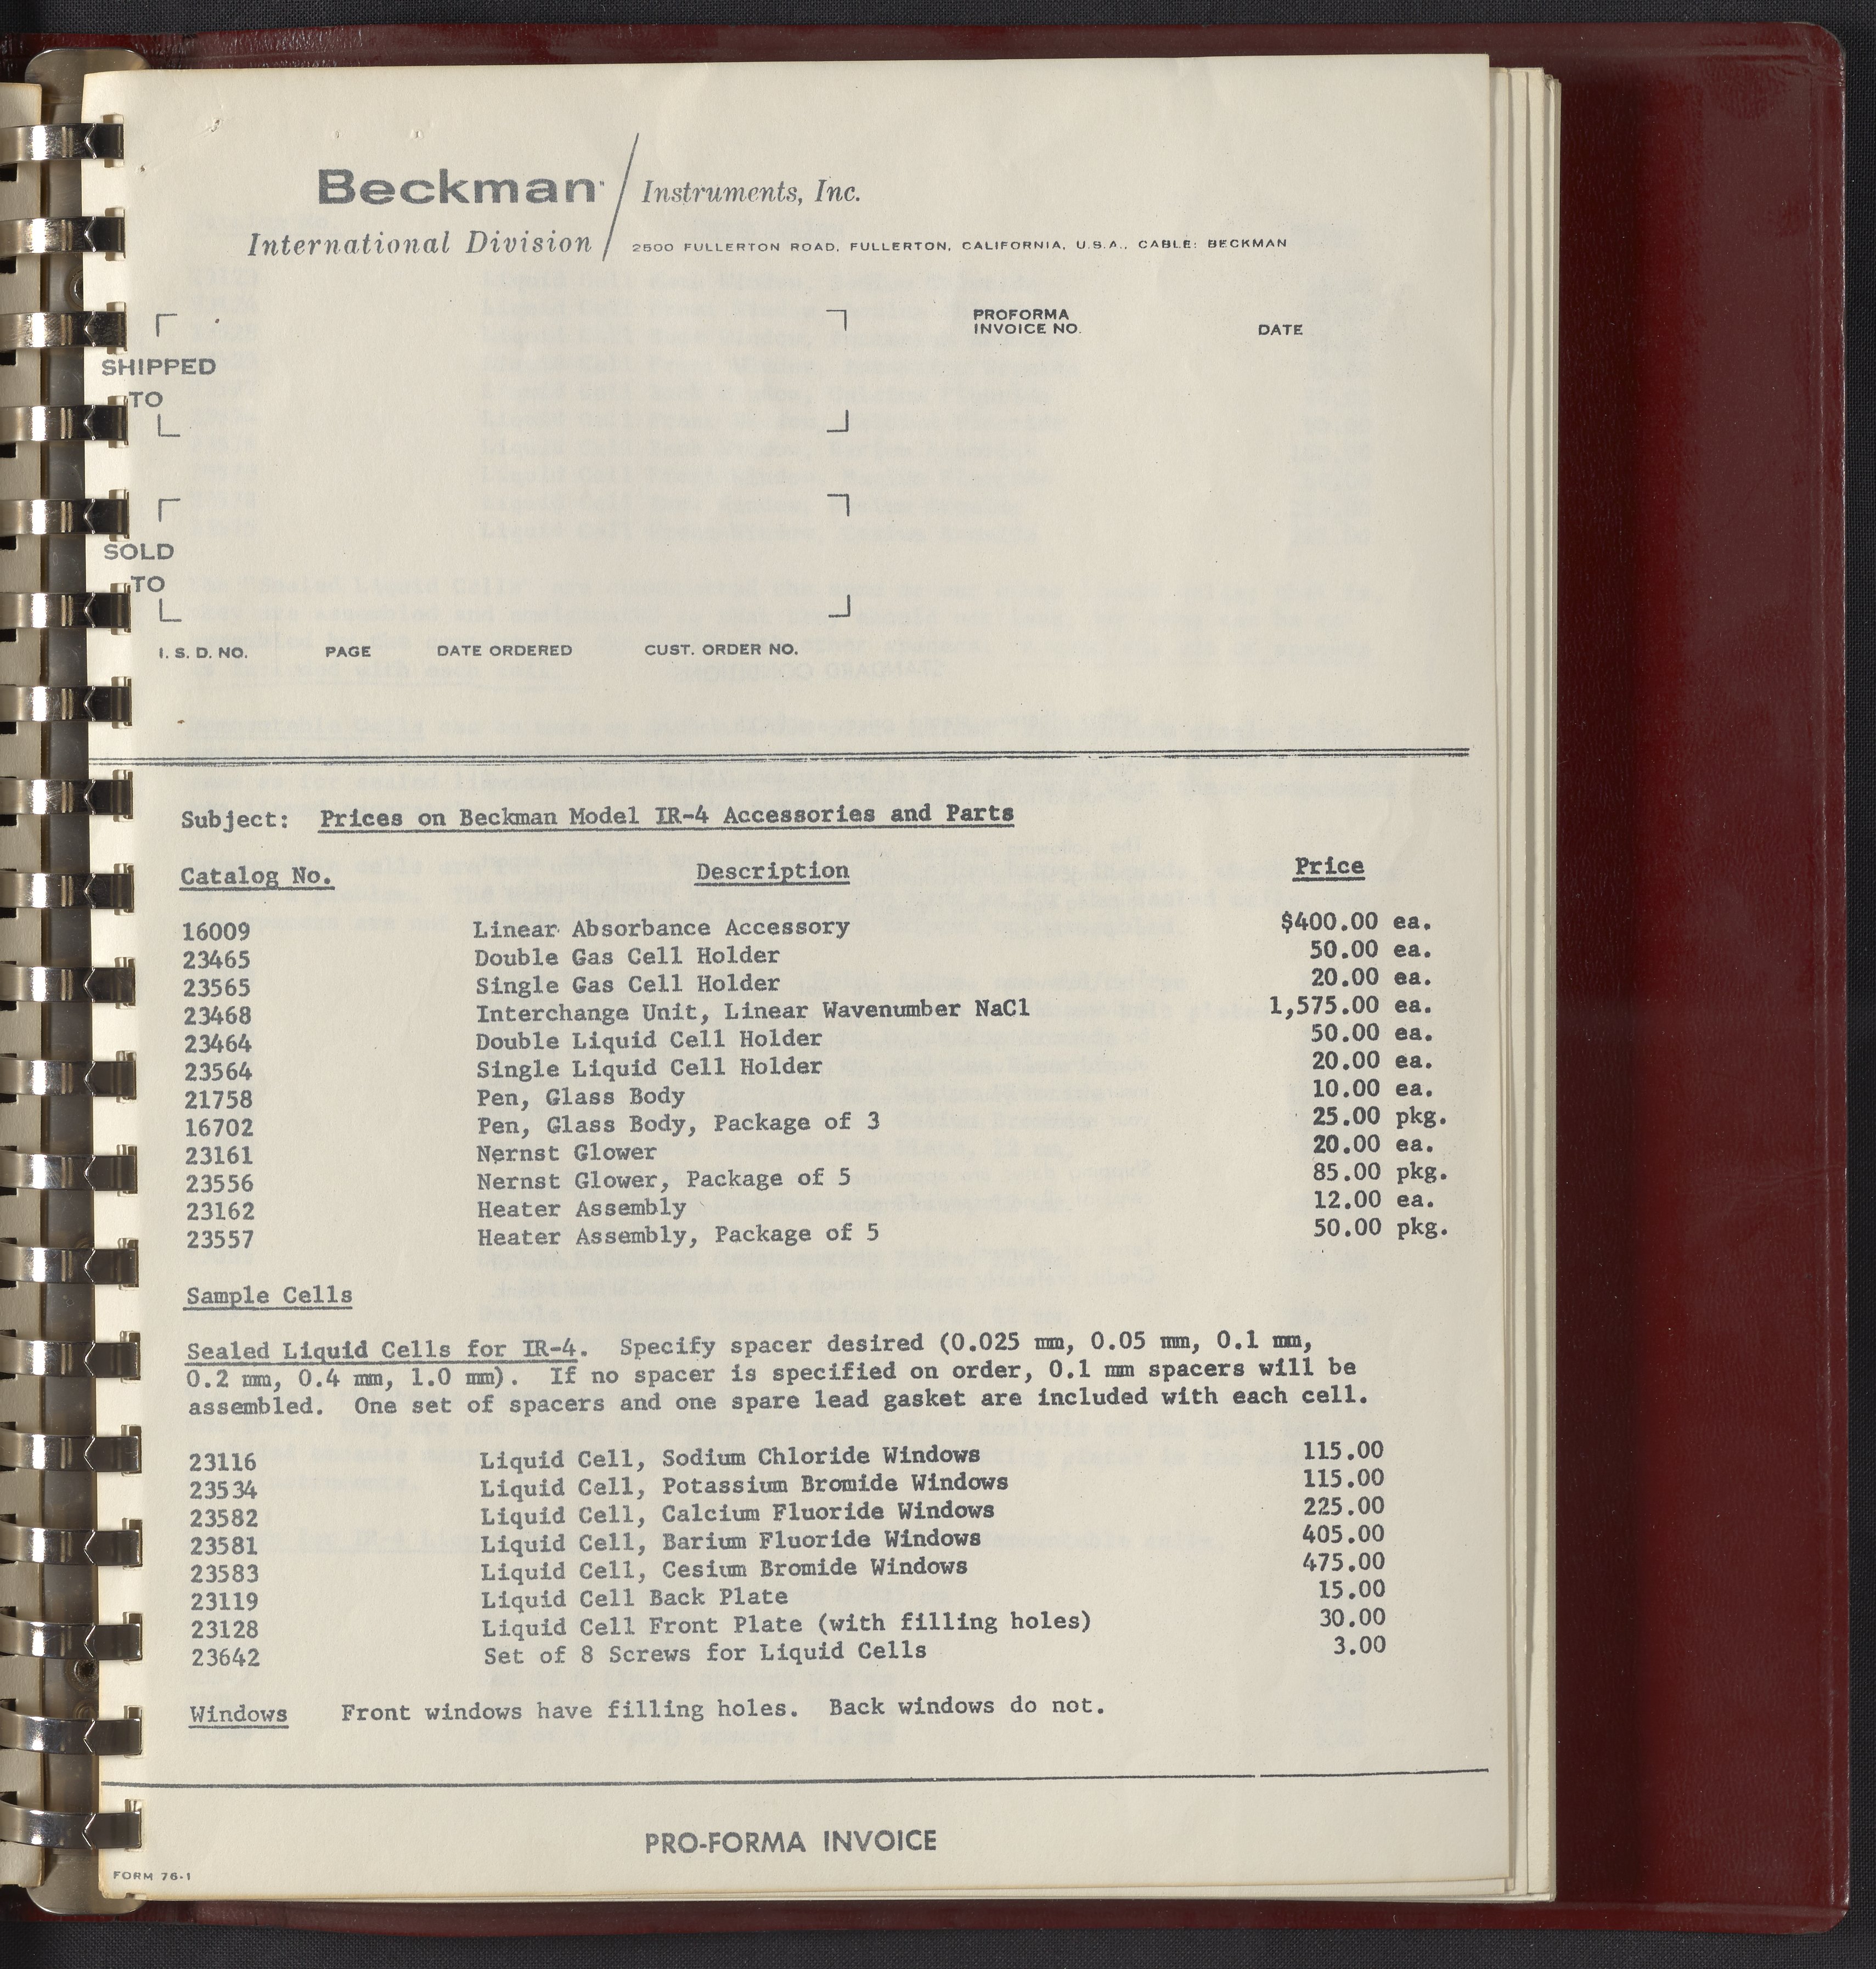 Beckman / Instruments, Inc.
International Division / 2500 FULLERTON ROAD, FULLERTON, CALIFORNIA, U.S.A., CABLE: BECKMAN
PROFORMA
INVOICE NO.
DATE
SHIPPED
TO
SOLD
TO
I. S. D. NO. PAGE DATE ORDERED CUST. ORDER NO.
Subject: Prices on Beckman Model IR-4 Accessories and Parts
Catalog No. Description Price
16009 Linear Absorbance Accessory $400.00 ea.
23465 Double Gas Cell Holder 50.00 ea.
23565 Single Gas Cell Holder 20.00 ea.
23468 Interchange Unit, Linear Wavenumber NaCl 1,575.00 ea.
23464 Double Liquid Cell Holder 50.00 ea.
23564 Single Liquid Cell Holder 20.00 ea.
21758 Pen, Glass Body 10.00 ea.
16702 Pen, Glass Body, Package of 3 25.00 pkg.
23161 Nernst Glower 20.00 ea.
23556 Nernst Glower, Package of 5 85.00 pkg.
23162 Heater Assembly 12.00 ea.
23557 Heater Assembly, Package of 5 50.00 pkg.
Sample Cells
Sealed Liquid Cells for IR-4. Specify spacer desired (0.025 mm, 0.05 mm, 0.1 mm,
0.2 mm, 0.4 mm, 1.0 mm). If no spacer is specified on order, 0.1 mm spacers will be
assembled. One set of spacers and one spare lead gasket are included with each cell.
23116 Liquid Cell, Sodium Chloride Windows 115.00
23534 Liquid Cell, Potassium Bromide Windows 115.00
23582 Liquid Cell, Calcium Fluoride Windows 225.00
23581 Liquid Cell, Barium Fluoride Windows 405.00
23583 Liquid Cell, Cesium Bromide Windows 475.00
23119 Liquid Cell Back Plate 15.00
23128 Liquid Cell Front Plate (with filling holes) 30.00
23642 Set of 8 Screws for Liquid Cells 3.00
Windows Front windows have filling holes. Back windows do not.
PRO-FORMA INVOICE
FORM 76-1